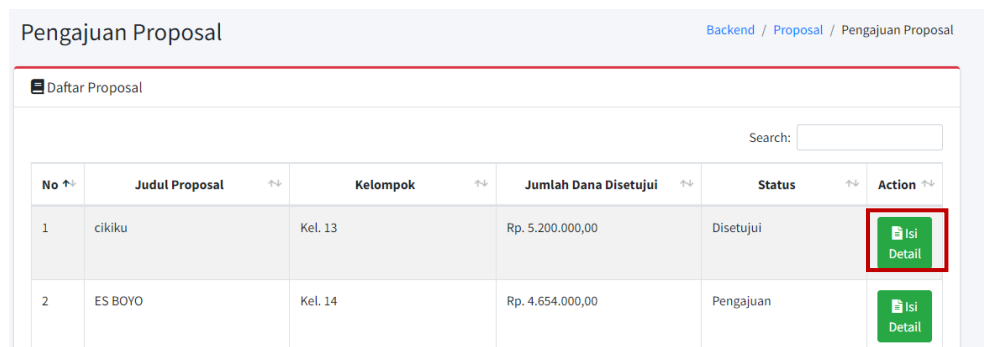 Pengajuan Proposal
Backend / Proposal / Pengajuan Proposal
Daftar Proposal
Search:
No Judul Proposal Kelompok Jumlah Dana Disetujui Status Action
1 cikiku Kel. 13 Rp. 5.200.000,00 Disetujui Isi
Detail
2 ES BOYO Kel. 14 Rp. 4.654.000,00 Pengajuan Isi
Detail